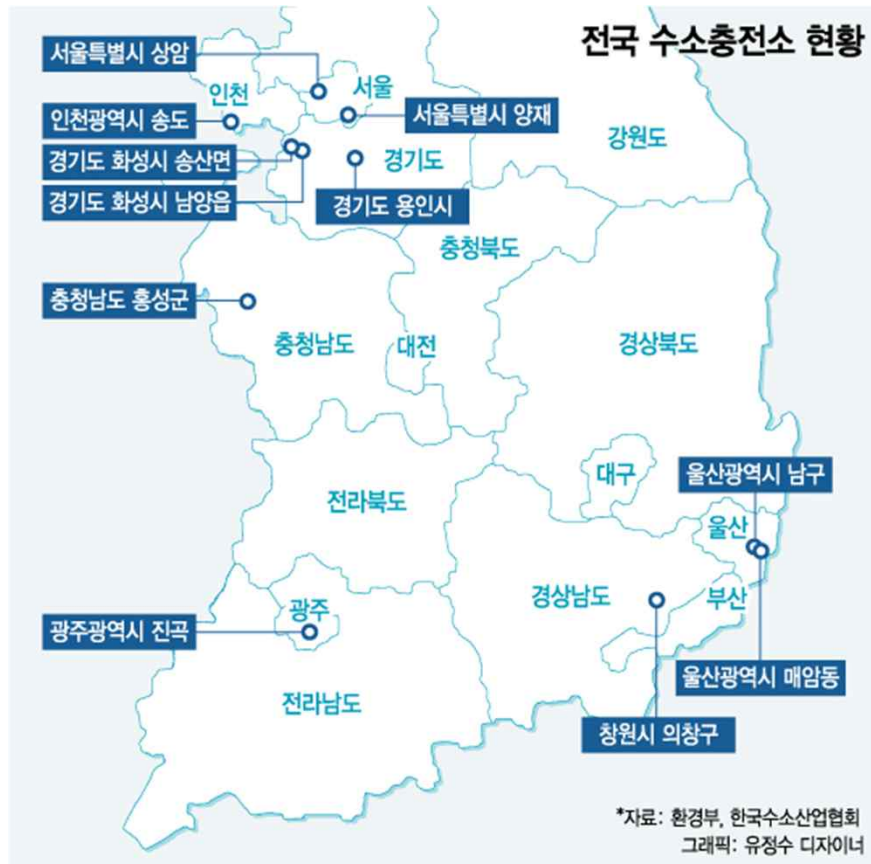 전국 수소충전소 현황
서울특별시 상암
인천
서울
인천광역시 송도
서울특별시 양재
강원도
경기도 화성시 송산면
경기도
경기도 화성시 남양읍
경기도 용인시
충청북도
충청남도 홍성군
충청남도
대전
경상북도
대구
울산광역시 남구
전라북도
울산
경상남도
부산
광주
광주광역시 진곡
울산광역시 매암동
전라남도
창원시 의창구
*자료: 환경부, 한국수소산업협회
그래픽: 유정수 디자이너